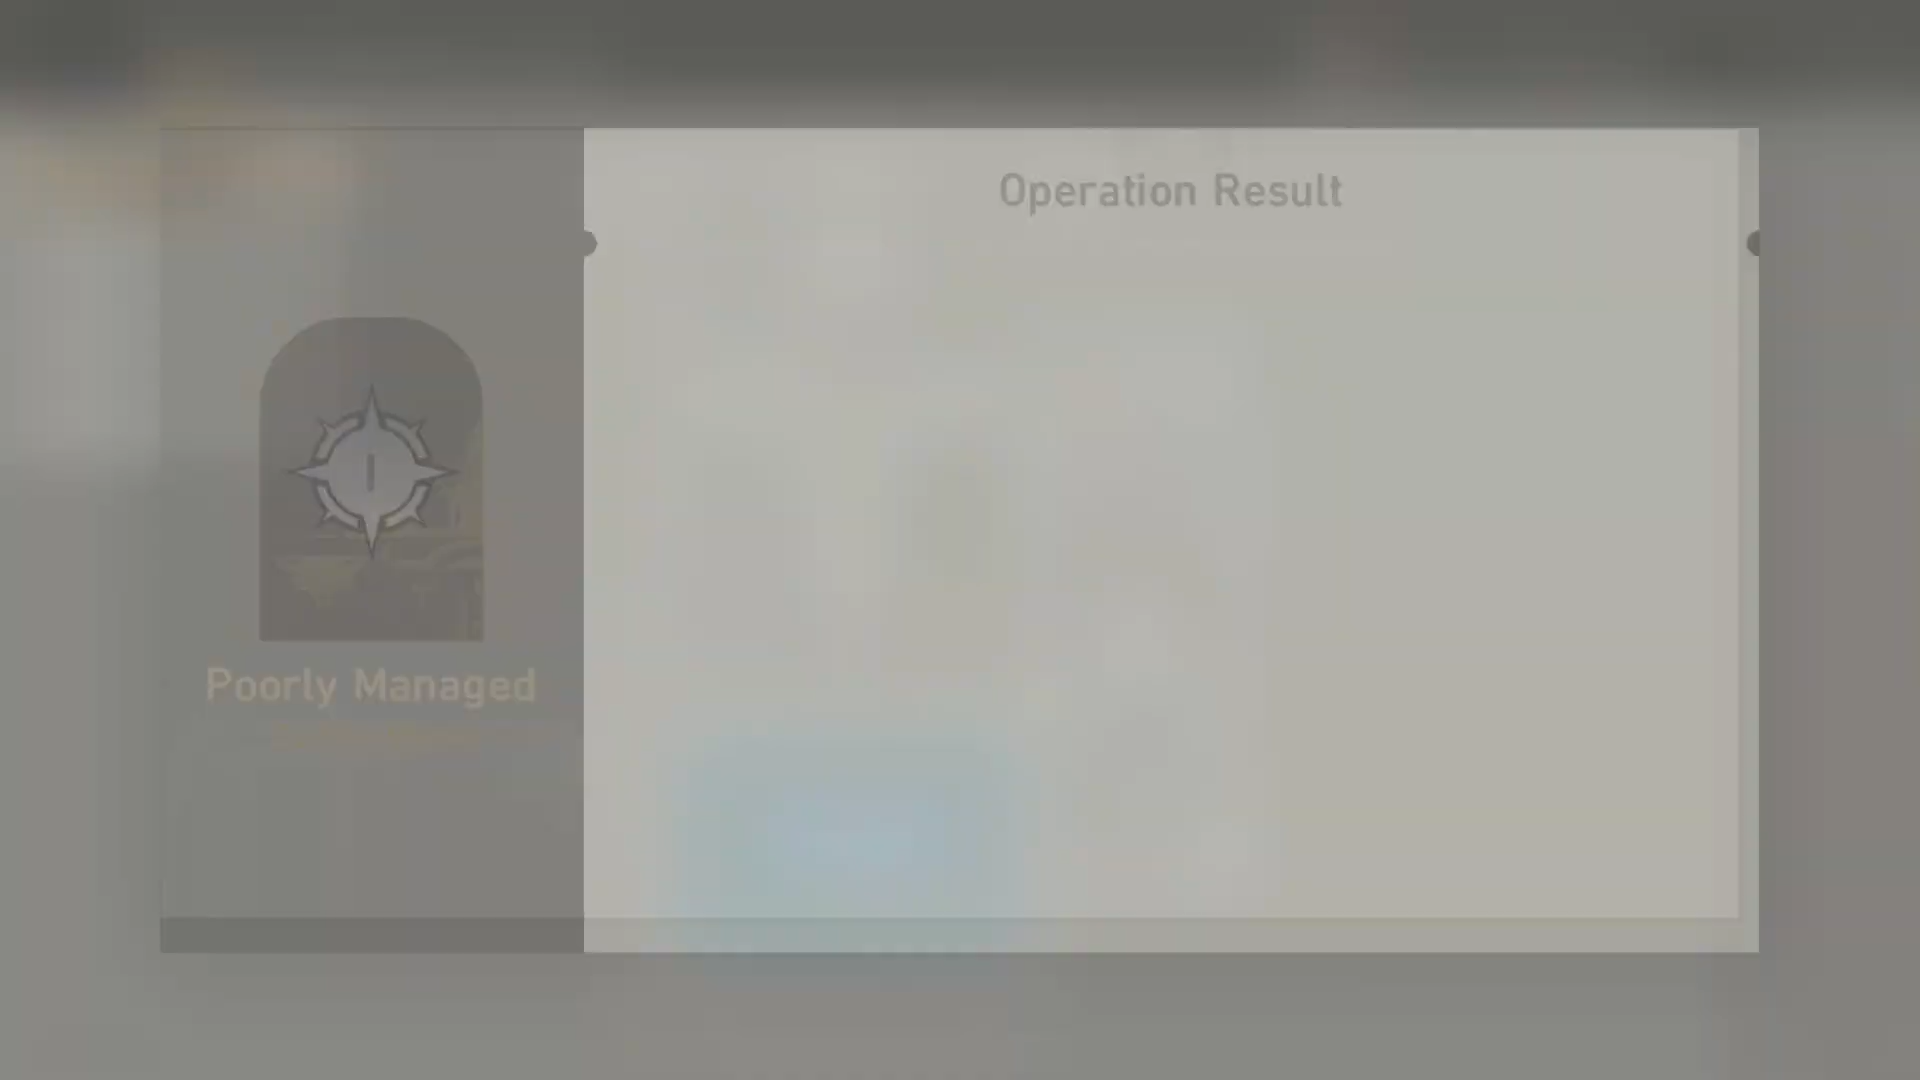 Operation Result
I
Poorly Managed